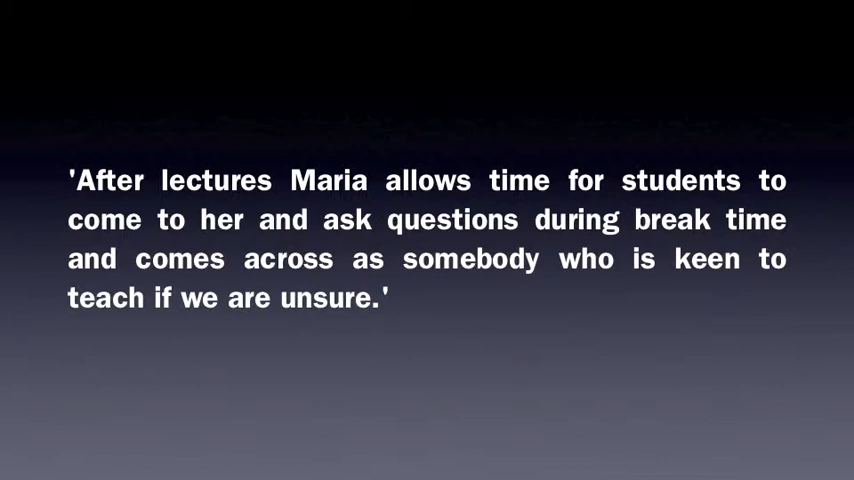 'After lectures Maria allows time for students to
come to her and ask questions during break time
and comes across as somebody who is keen to
teach if we are unsure.'